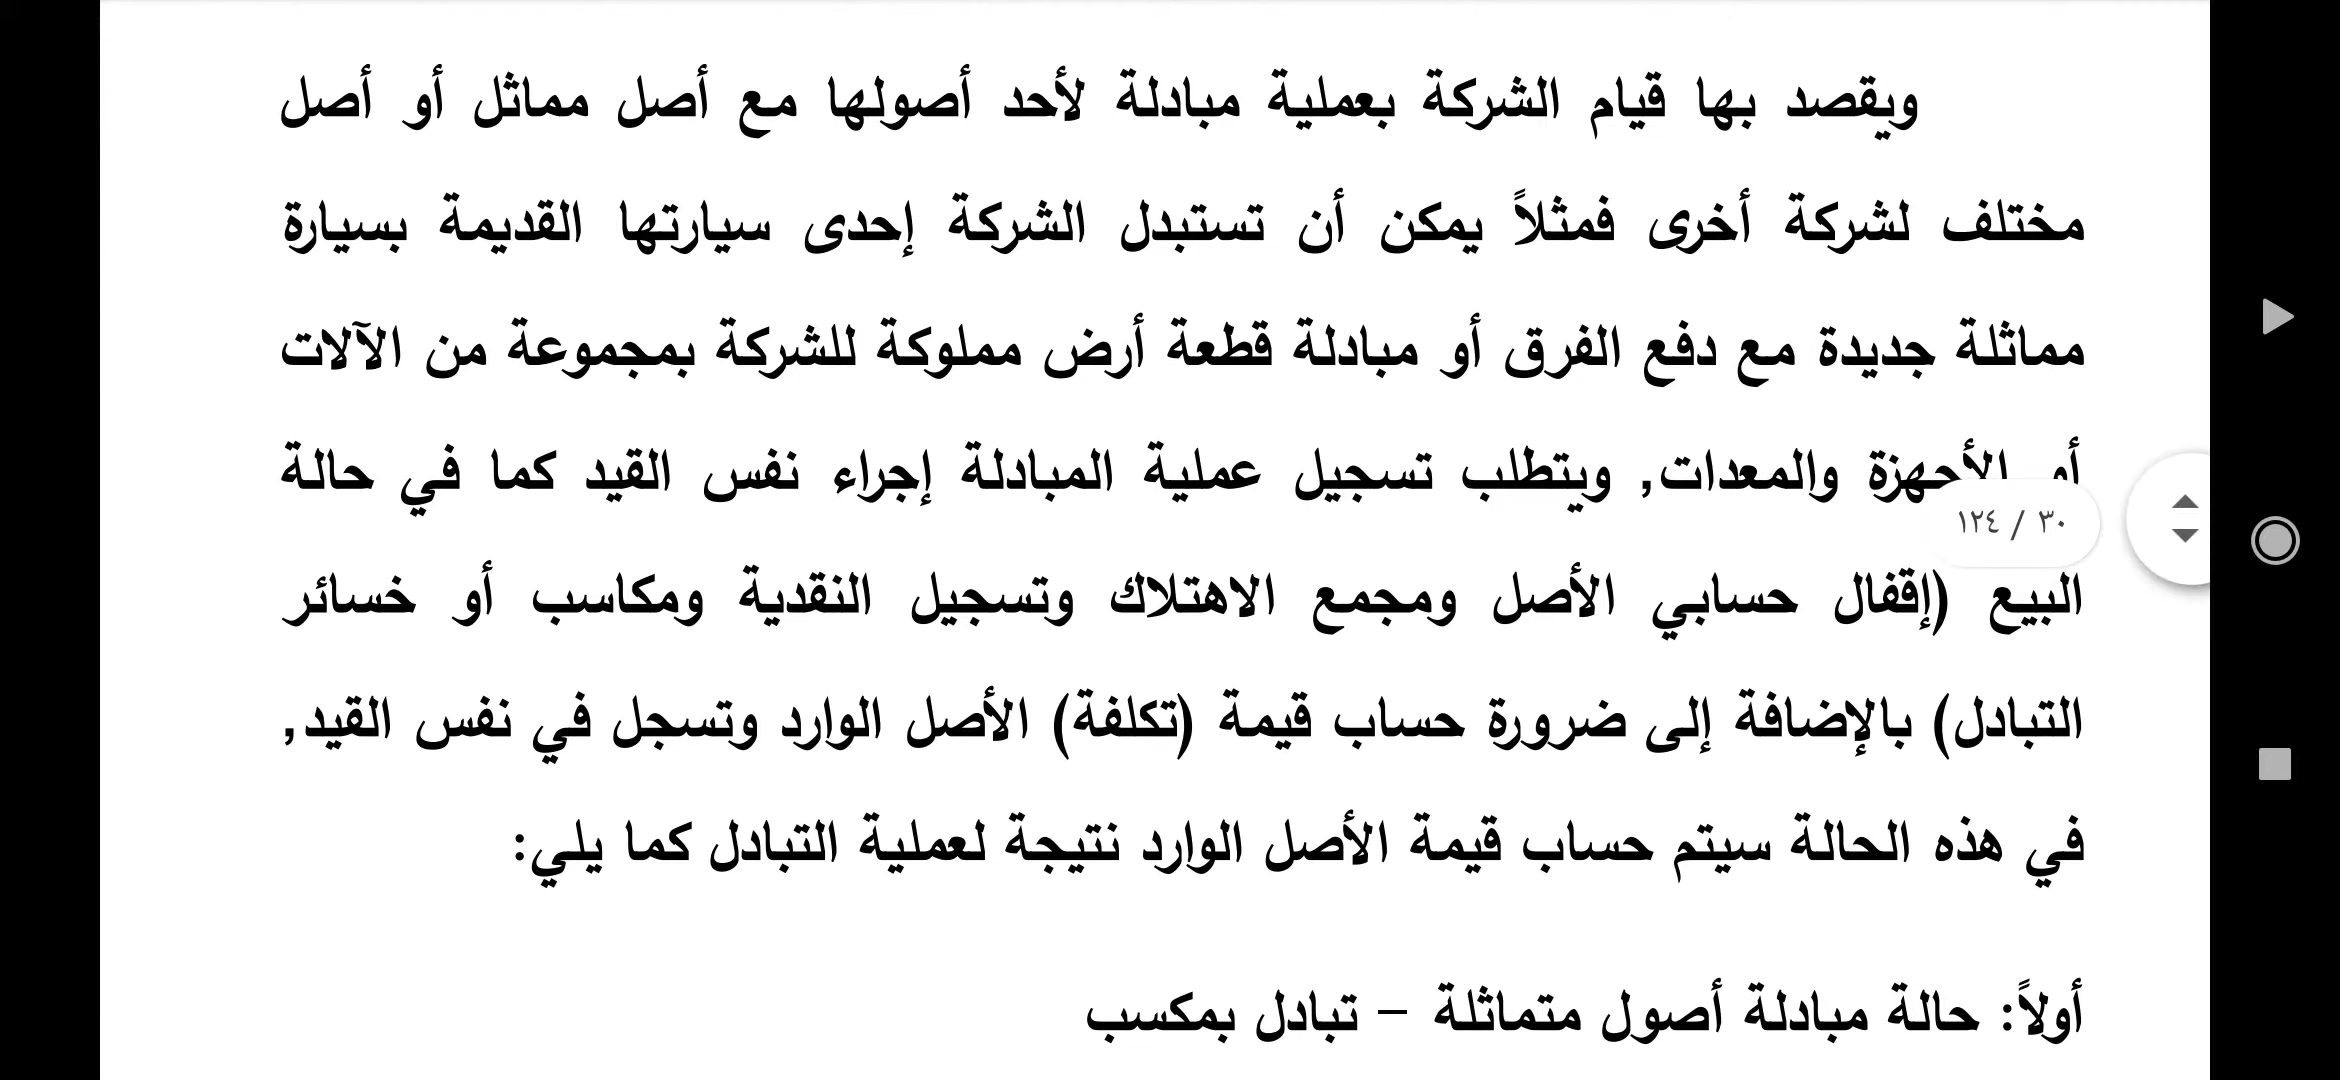 ويقصد بها قيام الشركة بعملية مبادلة لأحد أصولها مع أصل مماثل أو أصل
مختلف لشركة أخرى فمثلاً يمكن أن تستبدل الشركة إحدى سيارتها القديمة بسيارة
مماثلة جديدة مع دفع الفرق أو مبادلة قطعة أرض مملوكة للشركة بمجموعة من الآلات
أو الأجهزة والمعدات, ويتطلب تسجيل عملية المبادلة إجراء نفس القيد كما في حالة
٣٠ / ١٢٤
البيع (إقفال حسابي الأصل ومجمع الاهتلاك وتسجيل النقدية ومكاسب أو خسائر
التبادل) بالإضافة إلى ضرورة حساب قيمة (تكلفة) الأصل الوارد وتسجل في نفس القيد,
في هذه الحالة سيتم حساب قيمة الأصل الوارد نتيجة لعملية التبادل كما يلي:
أولاً: حالة مبادلة أصول متماثلة – تبادل بمكسب